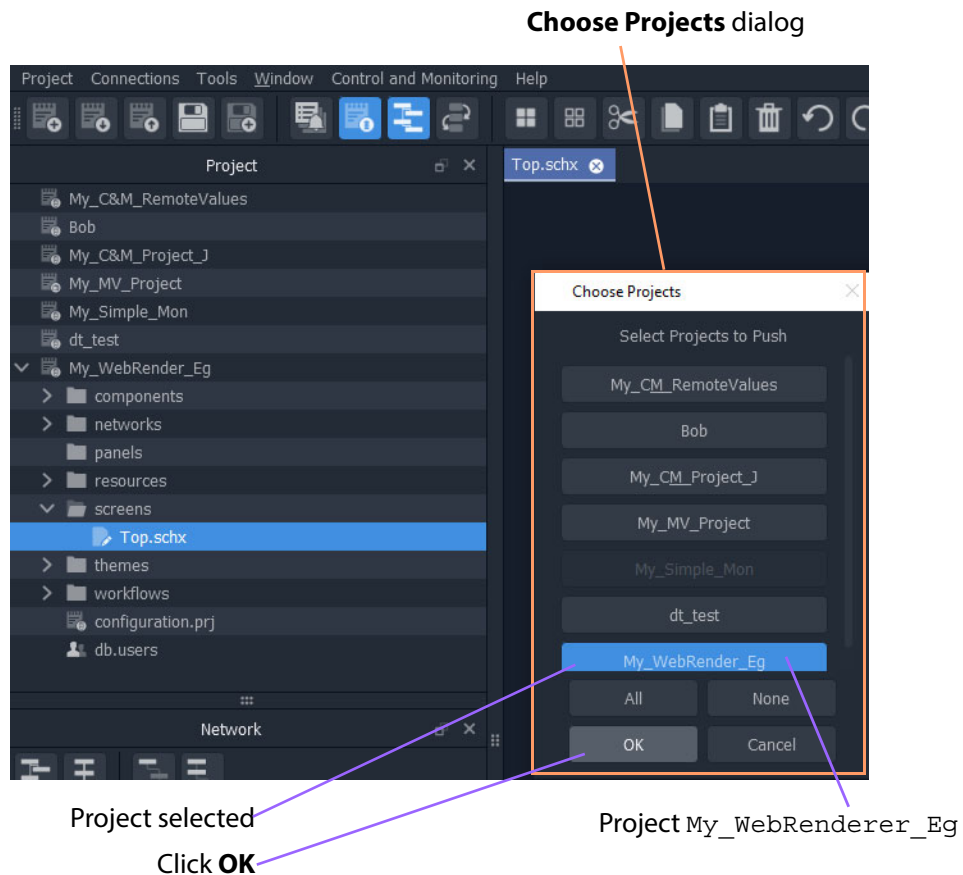 Choose Projects dialog
Project Connections Tools Window Control and Monitoring Help
Project
Top.schx
My_C&M_RemoteValues
Bob
My_C&M_Project_J
My_MV_Project
My_Simple_Mon
dt_test
My_WebRender_Eg
components
networks
panels
resources
screens
Top.schx
themes
workflows
configuration.prj
db.users
Network
Choose Projects
Select Projects to Push
My_CM_RemoteValues
Bob
My_CM_Project_J
My_MV_Project
My_Simple_Mon
dt_test
My_WebRender_Eg
All None
OK Cancel
Project selected
Project My_WebRenderer_Eg
Click OK